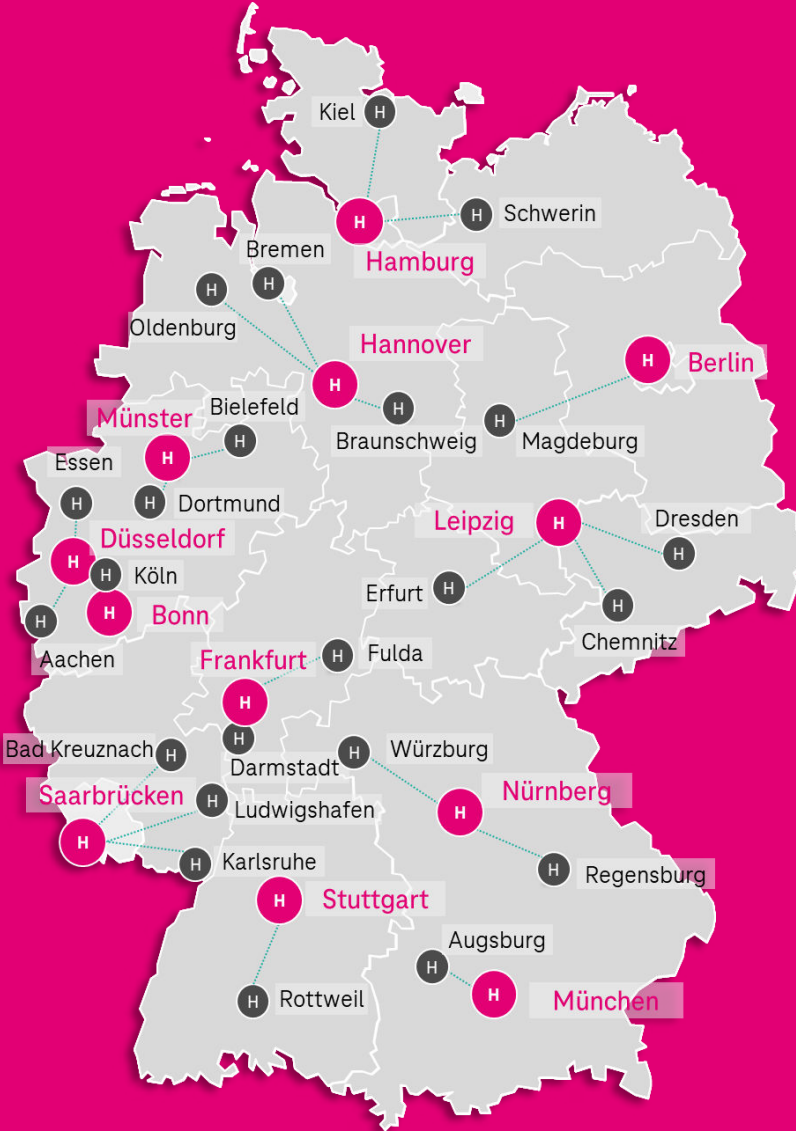 Kiel H
H Schwerin
H
Hamburg
Bremen
H
H
Oldenburg
Hannover
H
H
Braunschweig
H
Berlin
H
Magdeburg
Münster
Bielefeld
H
H
Essen
H
H
Dortmund
Düsseldorf
H
H
Köln
H
Bonn
H
Aachen
Leipzig
H
Dresden
H
Erfurt
H
H
Chemnitz
Frankfurt
H
Fulda
H
H
Darmstadt
Bad Kreuznach
H
Saarbrücken
H
H
Ludwigshafen
H
Karlsruhe
H
Würzburg
Nürnberg
H
H
Regensburg
H
Stuttgart
H
Rottweil
Augsburg
H
H
München